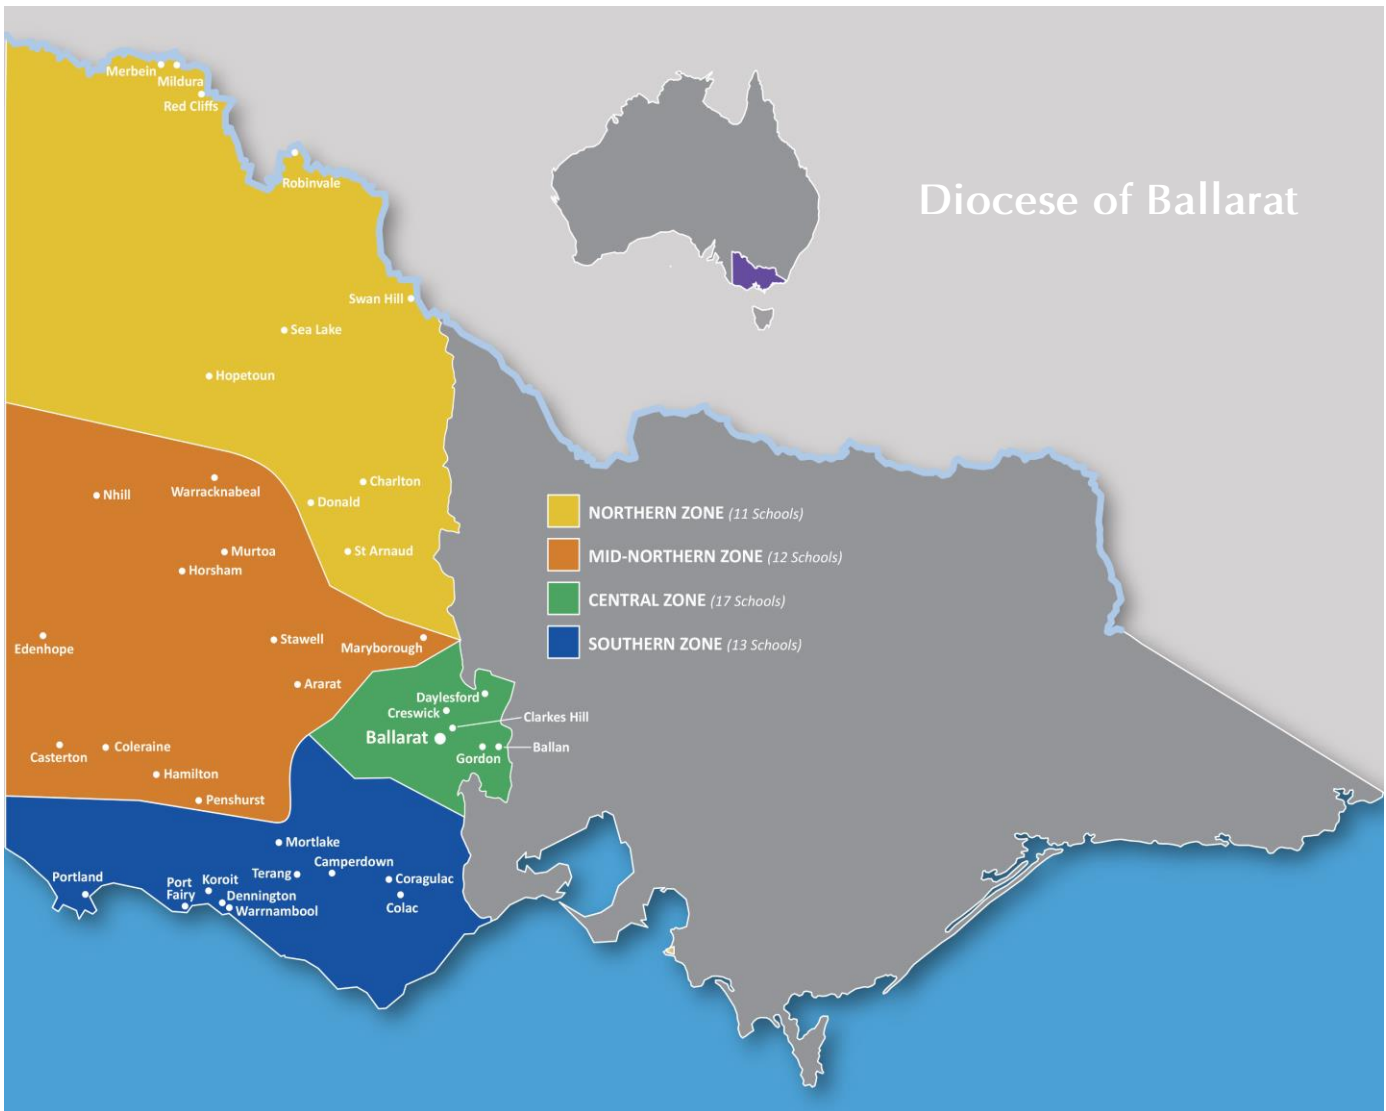 Merbein
Mildura
Red Cliffs
Robinvale
Diocese of Ballarat
Swan Hill
Sea Lake
Hopetoun
Charlton
Warracknabeal
Nhill
Donald
NORTHERN ZONE (11 Schools)
St Arnaud
Murtoa
MID-NORTHERN ZONE (12 Schools)
Horsham
CENTRAL ZONE (17 Schools)
Stawell
Maryborough
SOUTHERN ZONE (13 Schools)
Edenhope
Ararat
Daylesford
Creswick
Clarkes Hill
Ballarat
Coleraine
Ballan
Casterton
Gordon
Hamilton
Penshurst
Mortlake
Camperdown
Terang
Portland
Port
Fairy
Koroit
Coragulac
Dennington
Colac
Warrnambool